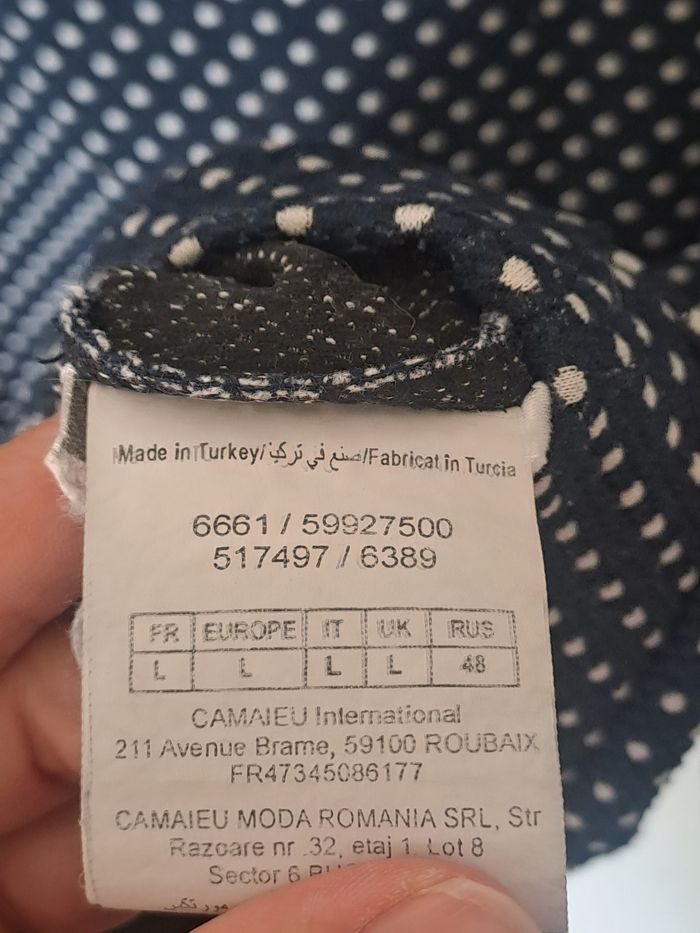 Made in Turkey/صنع في تركيا/Fabricat în Turcia
6661 / 59927500
517497 / 6389
FR EUROPE IT UK RUS
L L L L 48
CAMAIEU International
211 Avenue Brame, 59100 ROUBAIX
FR47345086177
CAMAIEU MODA ROMANIA SRL, Str
Razoare nr .32, etaj 1. Lot 8
Sector 6